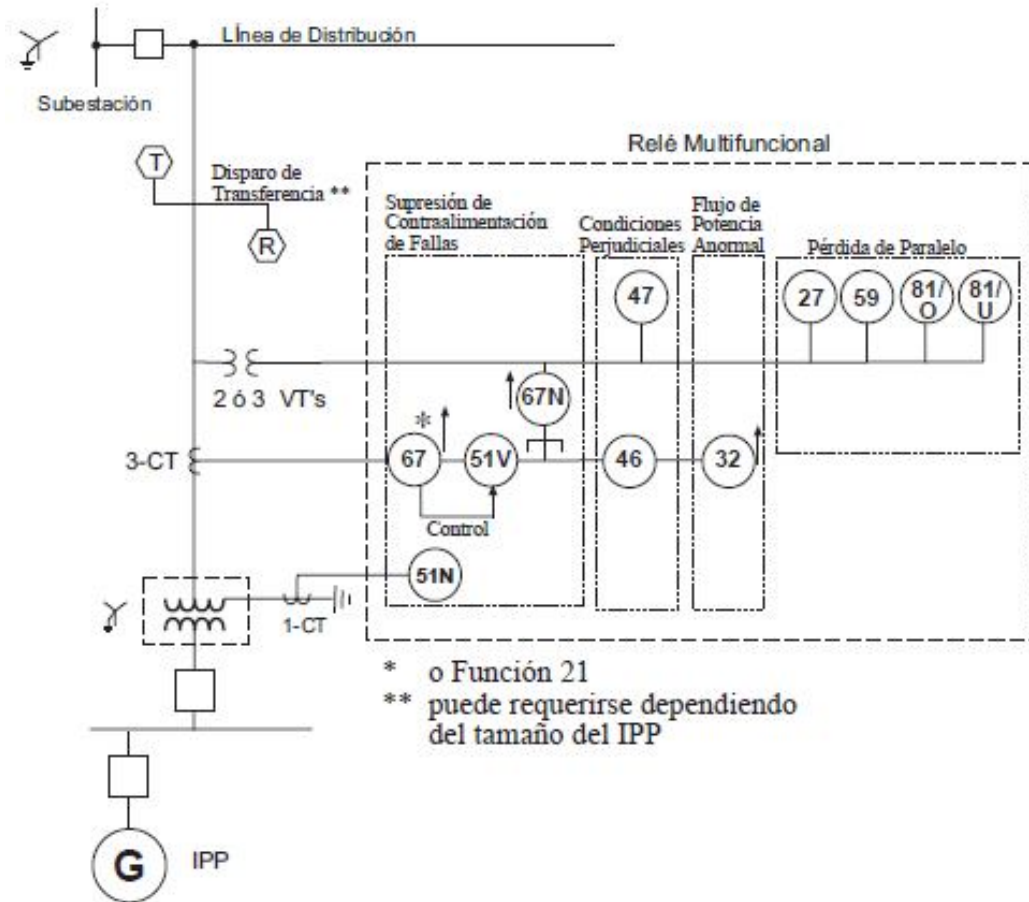 Línea de Distribución
Subestación
T
Disparo de
Transferencia **
R
Relé Multifuncional
Supresión de
Contraalimentación
de Fallas
Condiciones
Perjudiciales
Flujo de
Potencia
Anormal
Pérdida de Paralelo
47
27
59
81/
O
81/
U
2 ó 3 VT's
67N
*
3-CT
67
51V
46
32
Control
51N
1-CT
* o Función 21
** puede requerirse dependiendo
del tamaño del IPP
G
IPP